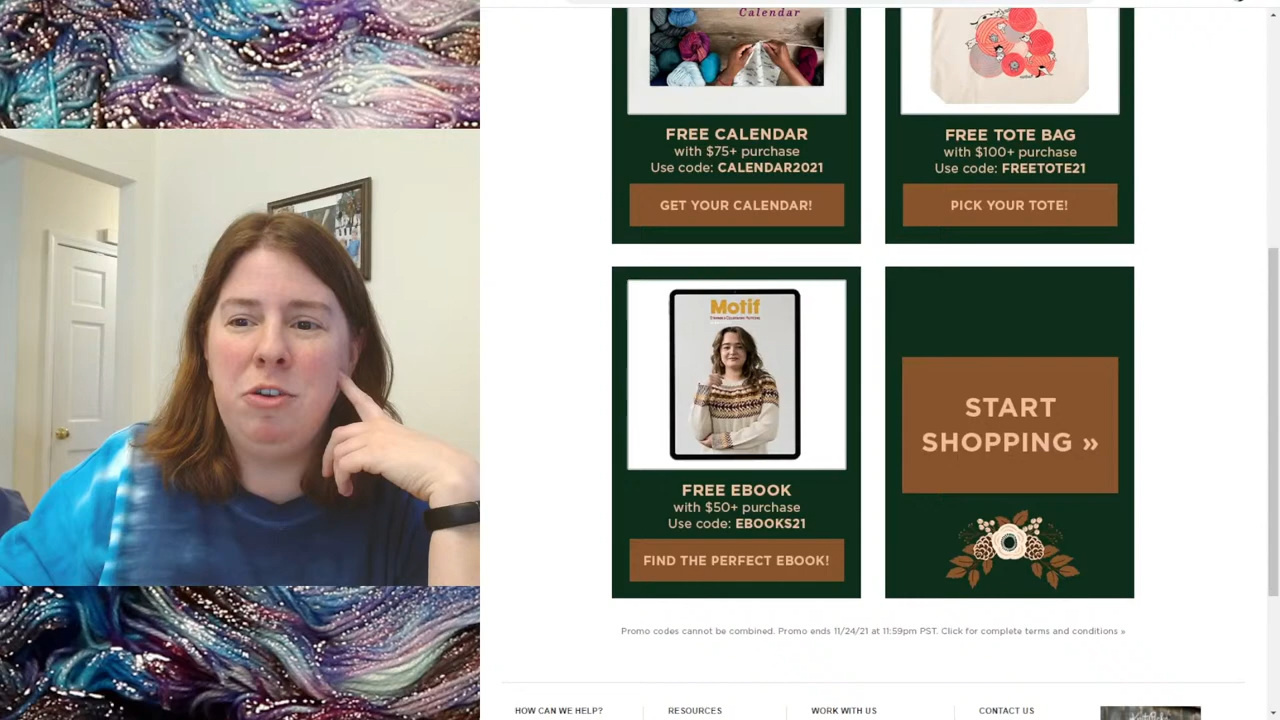 Calendar
FREE CALENDAR
with $75+ purchase
Use code: CALENDAR2021
GET YOUR CALENDAR!
FREE TOTE BAG
with $100+ purchase
Use code: FREETOTE21
PICK YOUR TOTE!
Motif
FREE EBOOK
with $50+ purchase
Use code: EBOOKS21
FIND THE PERFECT EBOOK!
START
SHOPPING »
Promo codes cannot be combined. Promo ends 11/24/21 at 11:59pm PST. Click for complete terms and conditions »
HOW CAN WE HELP?
RESOURCES
WORK WITH US
CONTACT US